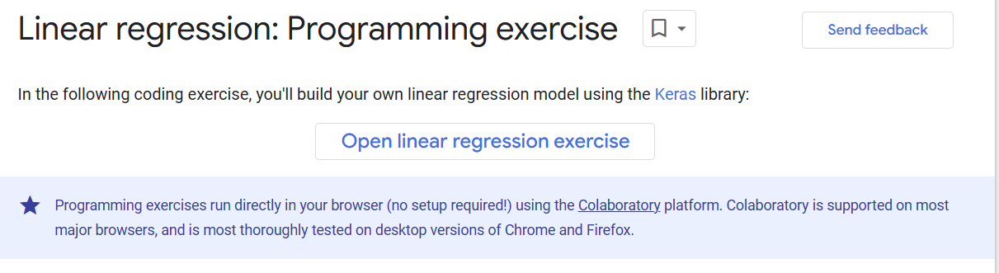 Linear regression: Programming exercise
Send feedback
In the following coding exercise, you'll build your own linear regression model using the Keras library:
Open linear regression exercise
Programming exercises run directly in your browser (no setup required!) using the Colaboratory platform. Colaboratory is supported on most
major browsers, and is most thoroughly tested on desktop versions of Chrome and Firefox.